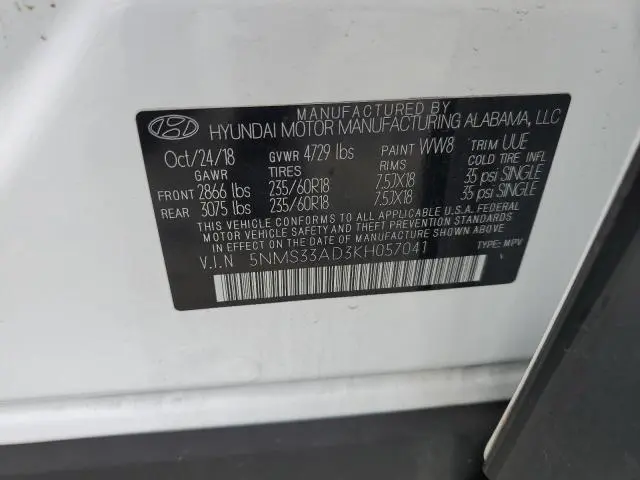 MANUFACTURED BY
HYUNDAI MOTOR MANUFACTURING ALABAMA, LLC
Oct/24/18 GVWR 4729 lbs PAINT WW8 TRIM UUE
GAWR TIRES RIMS COLD TIRE INFL
FRONT 2866 lbs 235/60R18 7.5JX18 35 psi SINGLE
REAR 3075 lbs 235/60R18 7.5JX18 35 psi SINGLE
THIS VEHICLE CONFORMS TO ALL APPLICABLE U.S.A. FEDERAL
MOTOR VEHICLE SAFETY AND THEFT PREVENTION STANDARDS
IN EFFECT ON THE DATE OF MANUFACTURE SHOWN ABOVE.
V.I.N 5NMS33AD3KH057041 TYPE: MPV